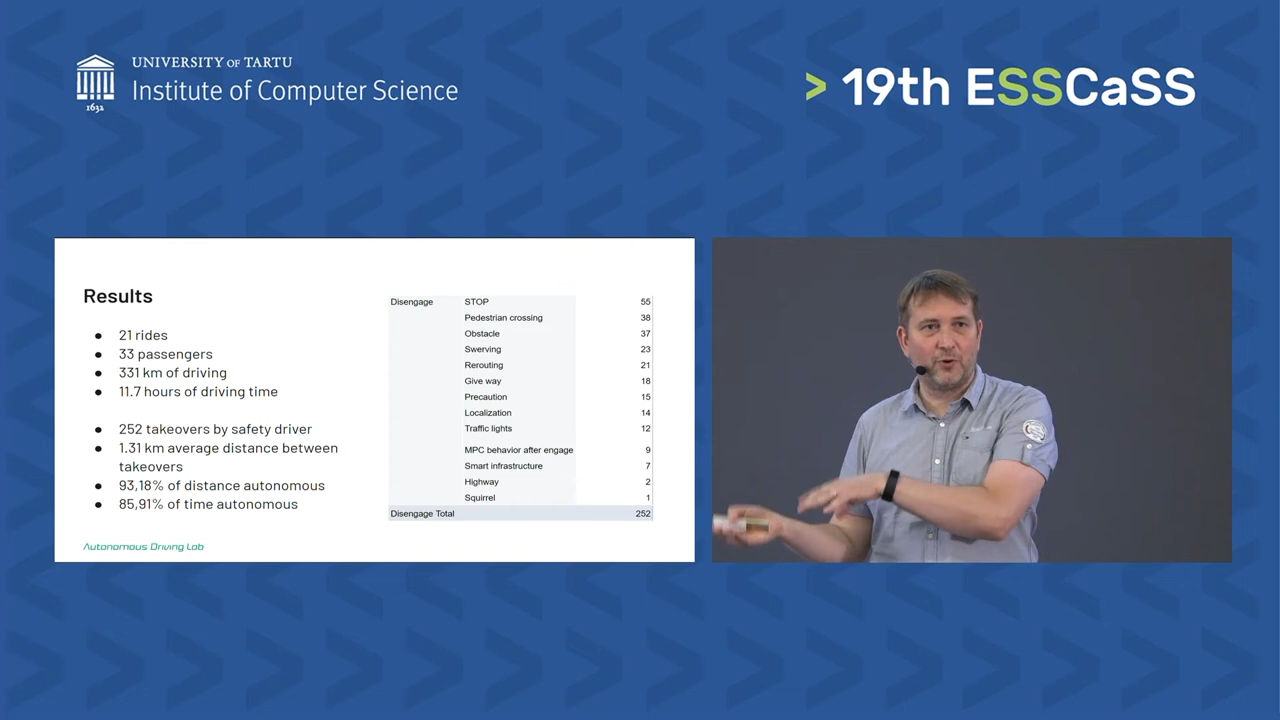 UNIVERSITY OF TARTU
Institute of Computer Science
1632
> 19th ESSCaSS
Results
● 21 rides
● 33 passengers
● 331 km of driving
● 11.7 hours of driving time
● 252 takeovers by safety driver
● 1.31 km average distance between
takeovers
● 93,18% of distance autonomous
● 85,91% of time autonomous
Autonomous Driving Lab
Disengage STOP 55
Pedestrian crossing 38
Obstacle 37
Swerving 23
Rerouting 21
Give way 18
Precaution 15
Localization 14
Traffic lights 12
MPC behavior after engage 9
Smart infrastructure 7
Highway 2
Squirrel 1
Disengage Total 252